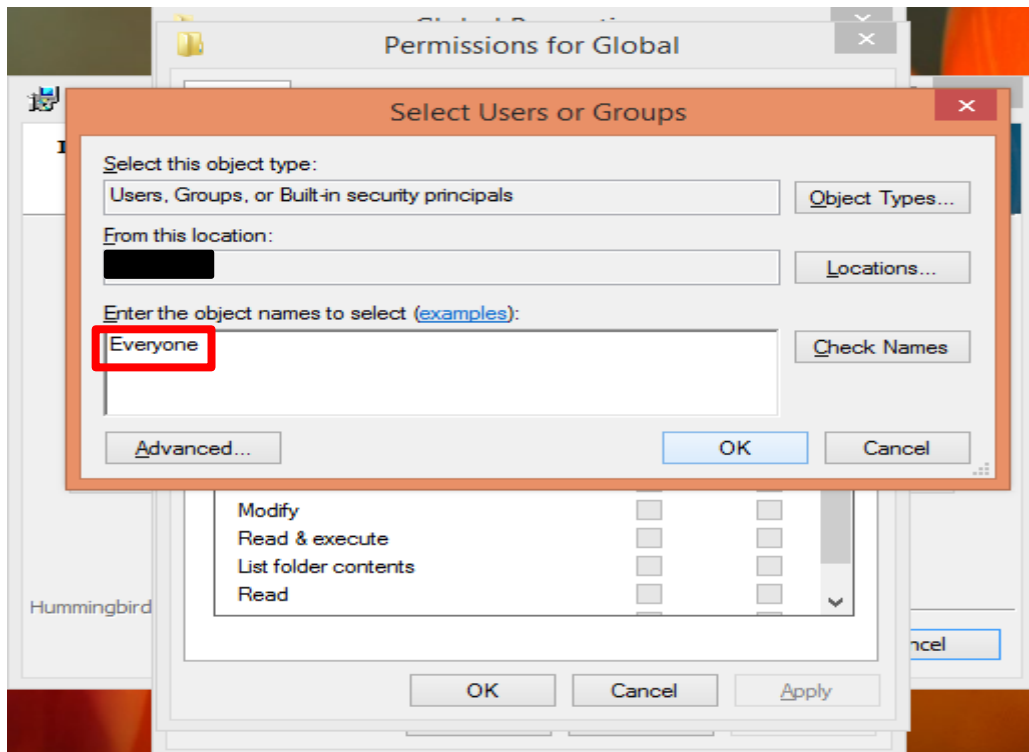 Permissions for Global
Select Users or Groups
Select this object type:
Users, Groups, or Built-in security principals
Object Types...
From this location:
Locations...
Enter the object names to select (examples):
Everyone
Check Names
Advanced...
OK
Cancel
Modify
Read & execute
List folder contents
Read
Hummingbird
OK
Cancel
Apply